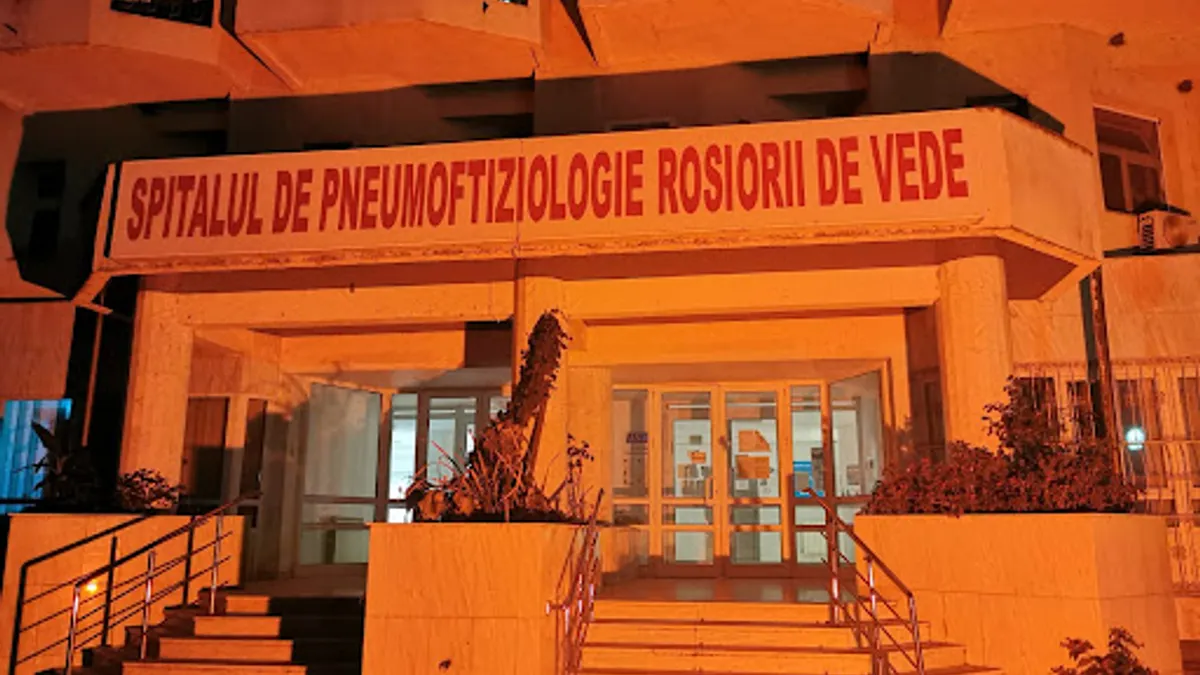 SPITALUL DE PNEUMOFTIZIOLOGIE ROSIORII DE VEDE